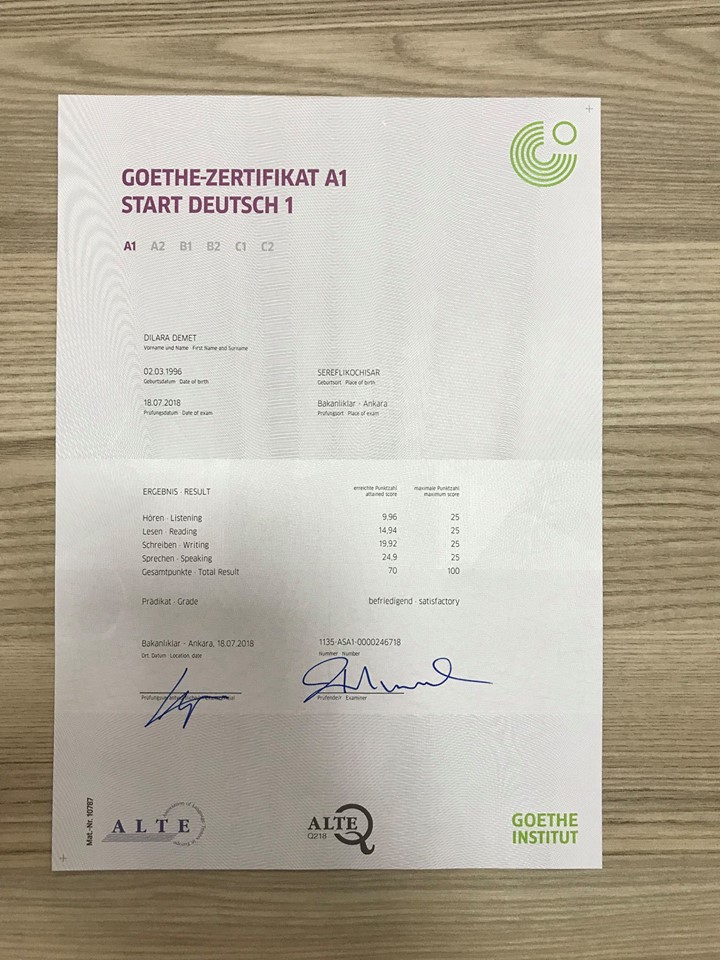 GOETHE-ZERTIFIKAT A1
START DEUTSCH 1
A1 A2 B1 B2 C1 C2
DILARA DEMET
Vorname und Name · First Name and Surname
02.03.1996 SEREFLIKOCHISAR
Geburtsdatum · Date of birth Geburtsort · Place of birth
18.07.2018 Bakanliklar - Ankara
Prüfungsdatum · Date of exam Prüfungsort · Place of exam
ERGEBNIS · RESULT
erreichte Punktzahl maximale Punktzahl
attained score maximum score
Hören · Listening 9,96 25
Lesen · Reading 14,94 25
Schreiben · Writing 19,92 25
Sprechen · Speaking 24,9 25
Gesamtpunkte · Total Result 70 100
Prädikat · Grade befriedigend · satisfactory
Bakanliklar - Ankara, 18.07.2018 1135-ASA1-0000246718
Ort, Datum · Location, date Nummer · Number
Prüfende/r · Examiner
Mat.-Nr. 10787
ALTE
ALTE
Q218
GOETHE
INSTITUT